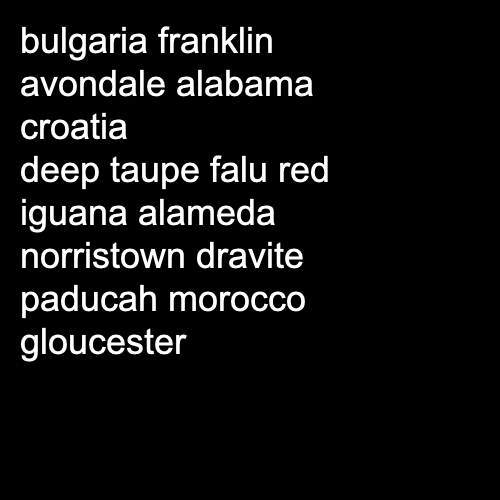 bulgaria franklin
avondale alabama
croatia
deep taupe falu red
iguana alameda
norristown dravite
paducah morocco
gloucester